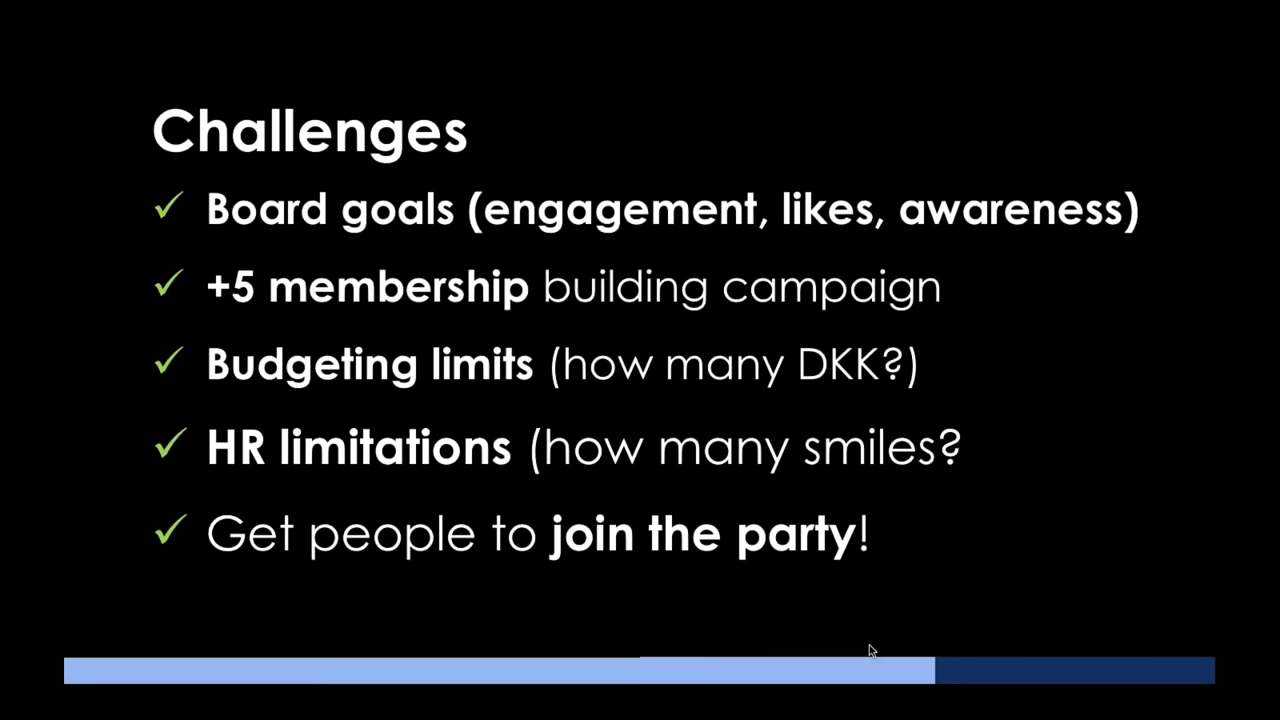 Challenges
✓ Board goals (engagement, likes, awareness)
✓ +5 membership building campaign
✓ Budgeting limits (how many DKK?)
✓ HR limitations (how many smiles?
✓ Get people to join the party!